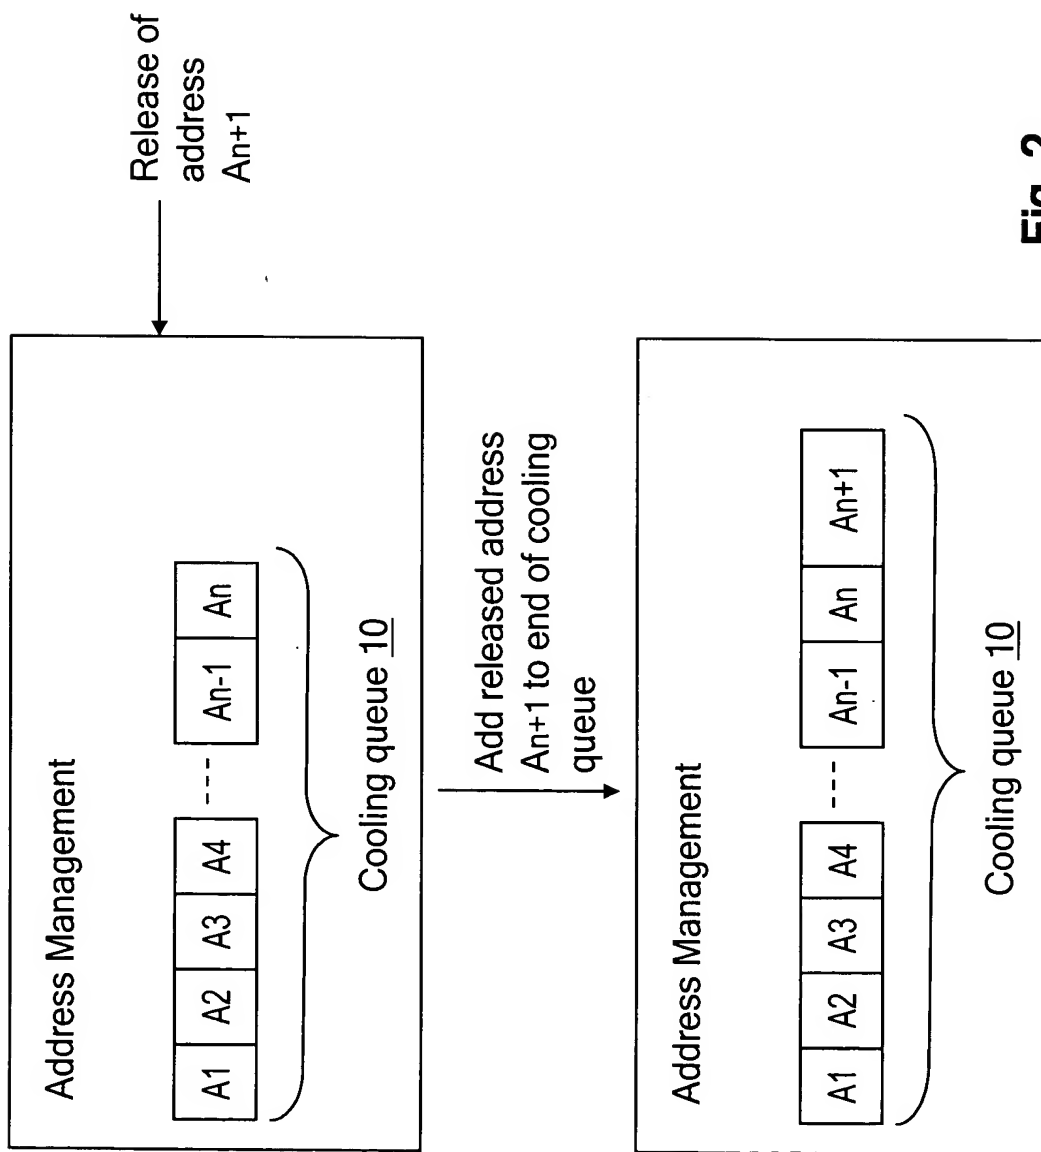 Release of
address
An+1
Address Management
A1 A2 A3 A4 ---- An-1 An
Cooling queue 10
Add released address
An+1 to end of cooling
queue
Address Management
A1 A2 A3 A4 ---- An-1 An An+1
Cooling queue 10
Fig. 2